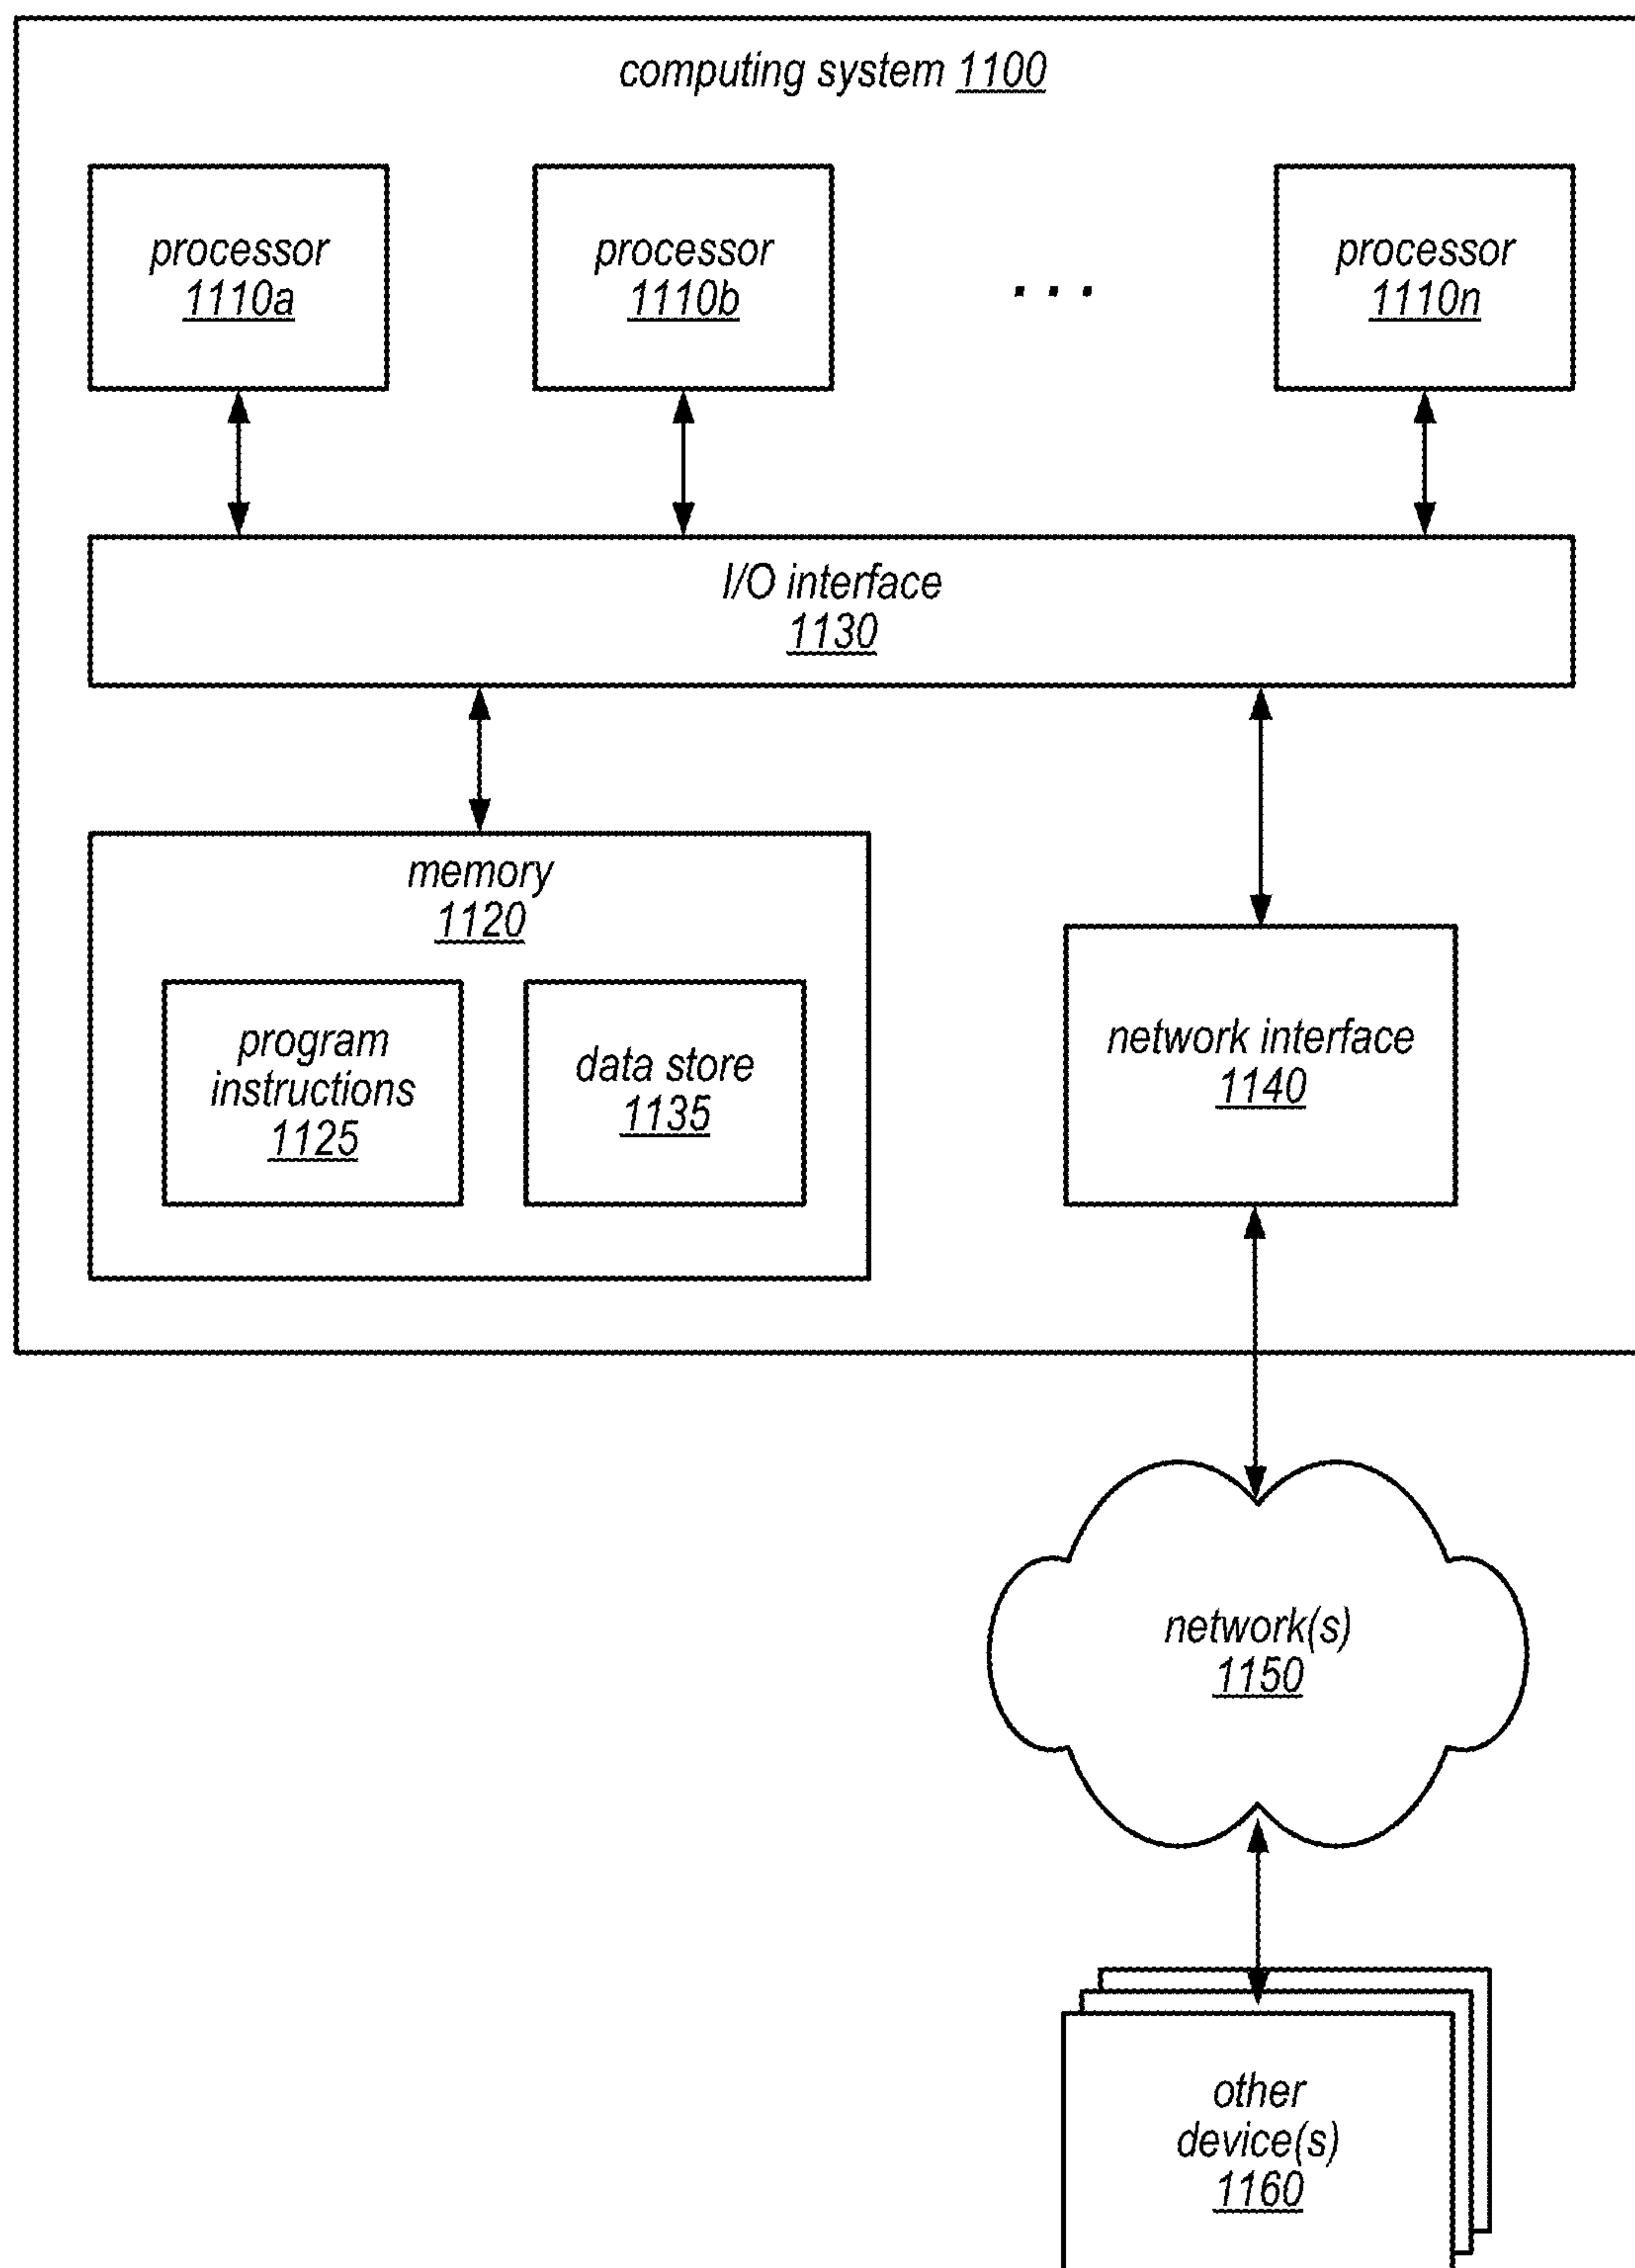 computing system 1100
processor
1110a
processor
1110b
. . .
processor
1110n
I/O interface
1130
memory
1120
program
instructions
1125
data store
1135
network interface
1140
network(s)
1150
other
device(s)
1160